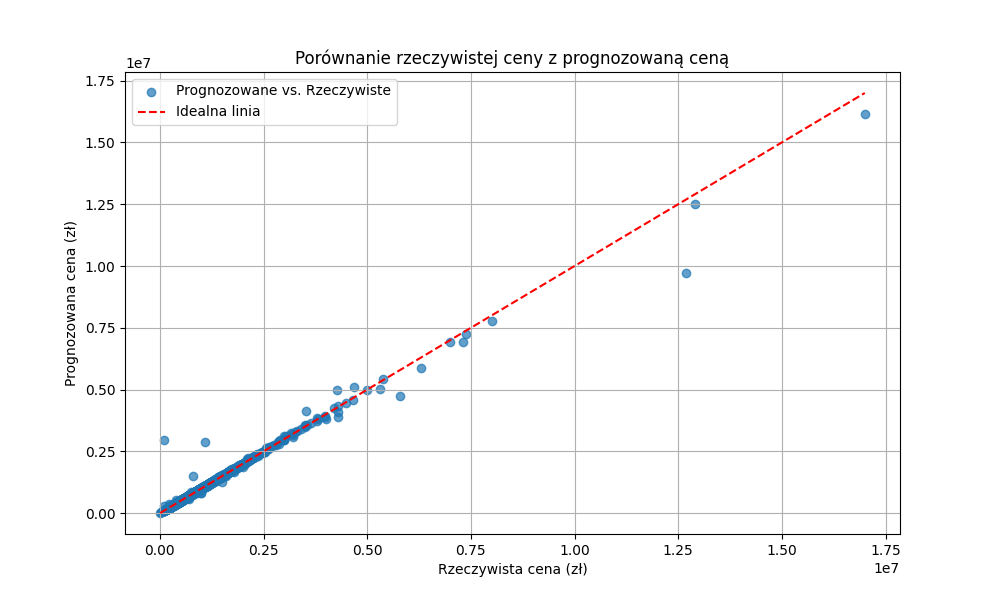 Porównanie rzeczywistej ceny z prognozowaną ceną
1e7
1.75
1.50
1.25
1.00
0.75
0.50
0.25
0.00
Prognozowana cena (zł)
Prognozowane vs. Rzeczywiste
Idealna linia
0.00 0.25 0.50 0.75 1.00 1.25 1.50 1.75
1e7
Rzeczywista cena (zł)